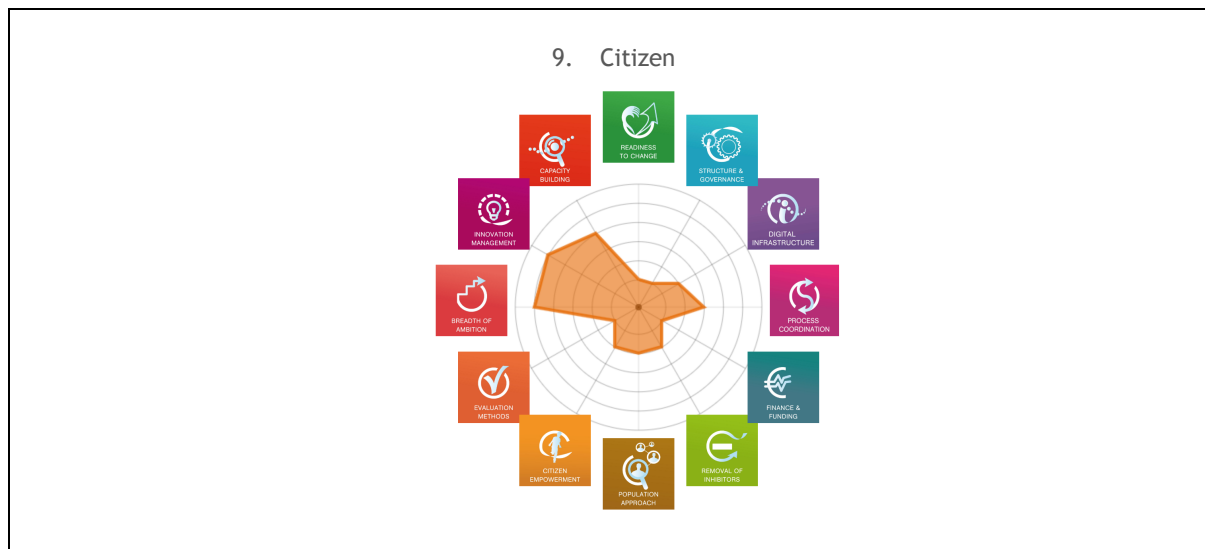 9. Citizen
READINESS
TO CHANGE
STRUCTURE &
GOVERNANCE
DIGITAL
INFRASTRUCTURE
PROCESS
COORDINATION
FINANCE &
FUNDING
REMOVAL OF
INHIBITORS
POPULATION
APPROACH
CITIZEN
EMPOWERMENT
EVALUATION
METHODS
BREADTH OF
AMBITION
INNOVATION
MANAGEMENT
CAPACITY
BUILDING